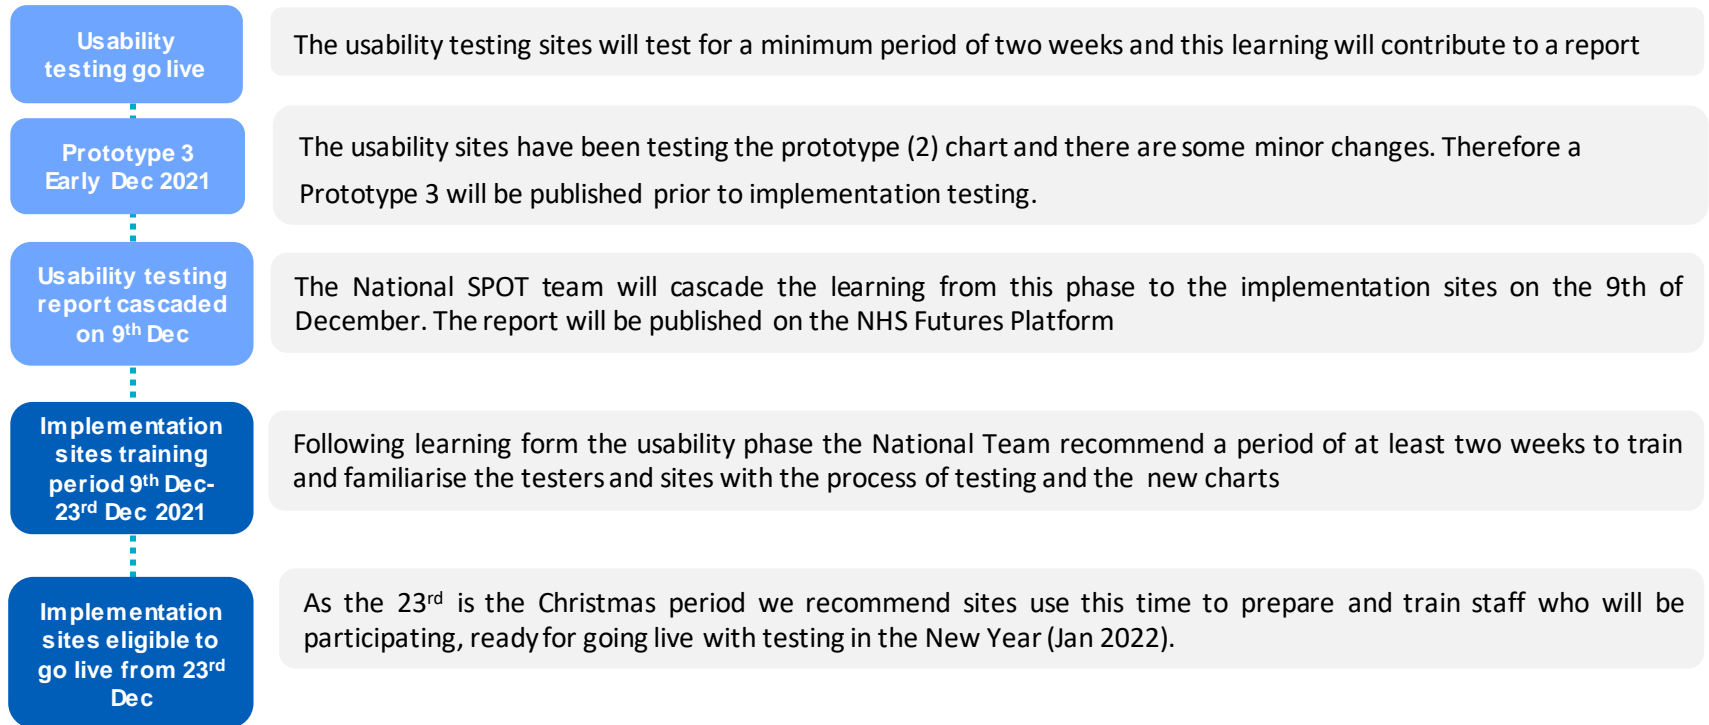 Usability
testing go live
The usability testing sites will test for a minimum period of two weeks and this learning will contribute to a report
Prototype 3
Early Dec 2021
The usability sites have been testing the prototype (2) chart and there are some minor changes. Therefore a
Prototype 3 will be published prior to implementation testing.
Usability testing
report cascaded
on 9th Dec
The National SPOT team will cascade the learning from this phase to the implementation sites on the 9th of
December. The report will be published on the NHS Futures Platform
Implementation
sites training
period 9th Dec-
23rd Dec 2021
Following learning form the usability phase the National Team recommend a period of at least two weeks to train
and familiarise the testers and sites with the process of testing and the new charts
Implementation
sites eligible to
go live from 23rd
Dec
As the 23rd is the Christmas period we recommend sites use this time to prepare and train staff who will be
participating, ready for going live with testing in the New Year (Jan 2022).